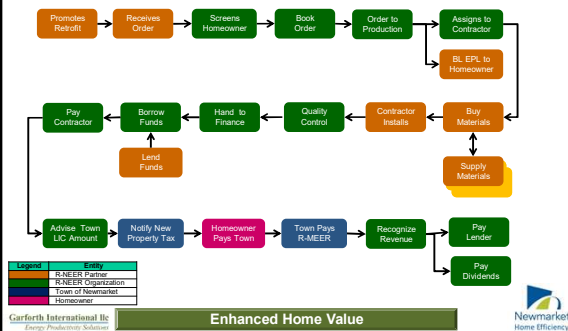 Promotes
Retrofit
Receives
Order
Screens
Homeowner
Book
Order
Order to
Production
Assigns to
Contractor
BL EPL to
Homeowner
Pay
Contractor
Borrow
Funds
Hand to
Finance
Quality
Control
Contractor
Installs
Buy
Materials
Lend
Funds
Supply
Materials
Advise Town
LIC Amount
Notify New
Property Tax
Homeowner
Pays Town
Town Pays
R-MEER
Recognize
Revenue
Pay
Lender
Pay
Dividends
Legend Entity
R-NEER Partner
R-NEER Organization
Town of Newmarket
Homeowner
Garforth International llc
Energy Productivity Solutions
Enhanced Home Value
Newmarket
Home Efficiency